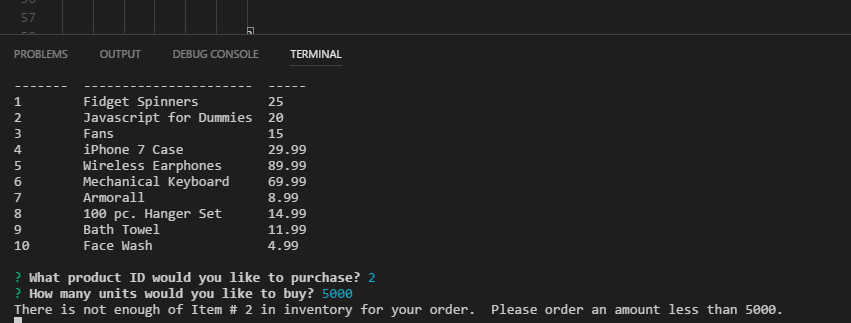 57
PROBLEMS OUTPUT DEBUG CONSOLE TERMINAL
------- ---------------------- -----
1 Fidget Spinners 25
2 Javascript for Dummies 20
3 Fans 15
4 iPhone 7 Case 29.99
5 Wireless Earphones 89.99
6 Mechanical Keyboard 69.99
7 Armorall 8.99
8 100 pc. Hanger Set 14.99
9 Bath Towel 11.99
10 Face Wash 4.99
? What product ID would you like to purchase? 2
? How many units would you like to buy? 5000
There is not enough of Item # 2 in inventory for your order.  Please order an amount less than 5000.